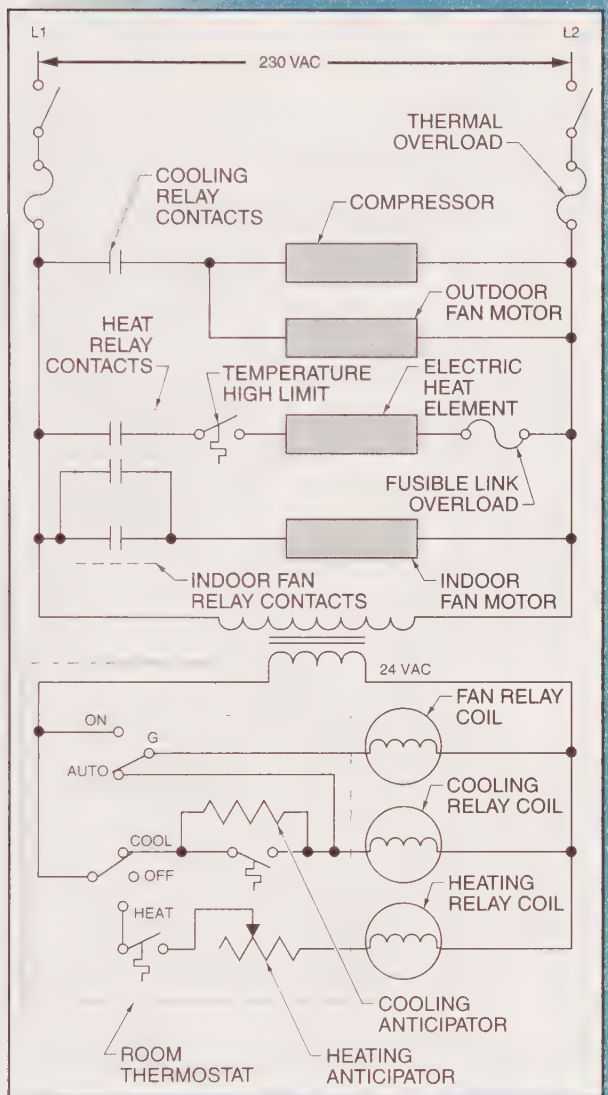 L1
L2
230 VAC
THERMAL
OVERLOAD
COOLING
RELAY
CONTACTS
COMPRESSOR
OUTDOOR
FAN MOTOR
HEAT
RELAY
CONTACTS
TEMPERATURE
HIGH LIMIT
ELECTRIC
HEAT
ELEMENT
FUSIBLE LINK
OVERLOAD
INDOOR FAN
RELAY CONTACTS
INDOOR
FAN MOTOR
24 VAC
FAN RELAY
COIL
ON
G
AUTO
COOLING
RELAY COIL
COOL
OFF
HEATING
RELAY COIL
HEAT
COOLING
ANTICIPATOR
ROOM
THERMOSTAT
HEATING
ANTICIPATOR